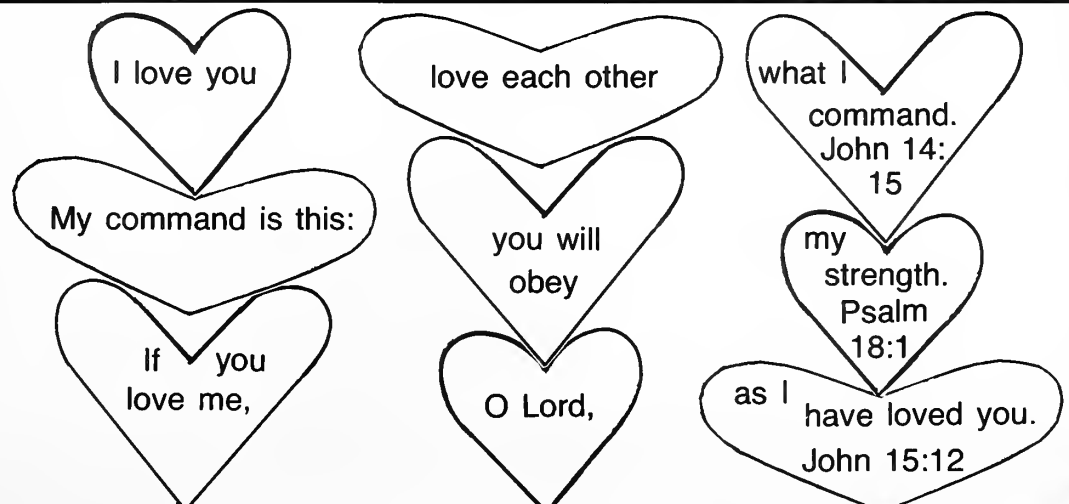 I love you
My command is this:
If you
love me,
love each other
you will
obey
O Lord,
what I
command.
John 14:
15
my
strength.
Psalm
18:1
as I
have loved you.
John 15:12